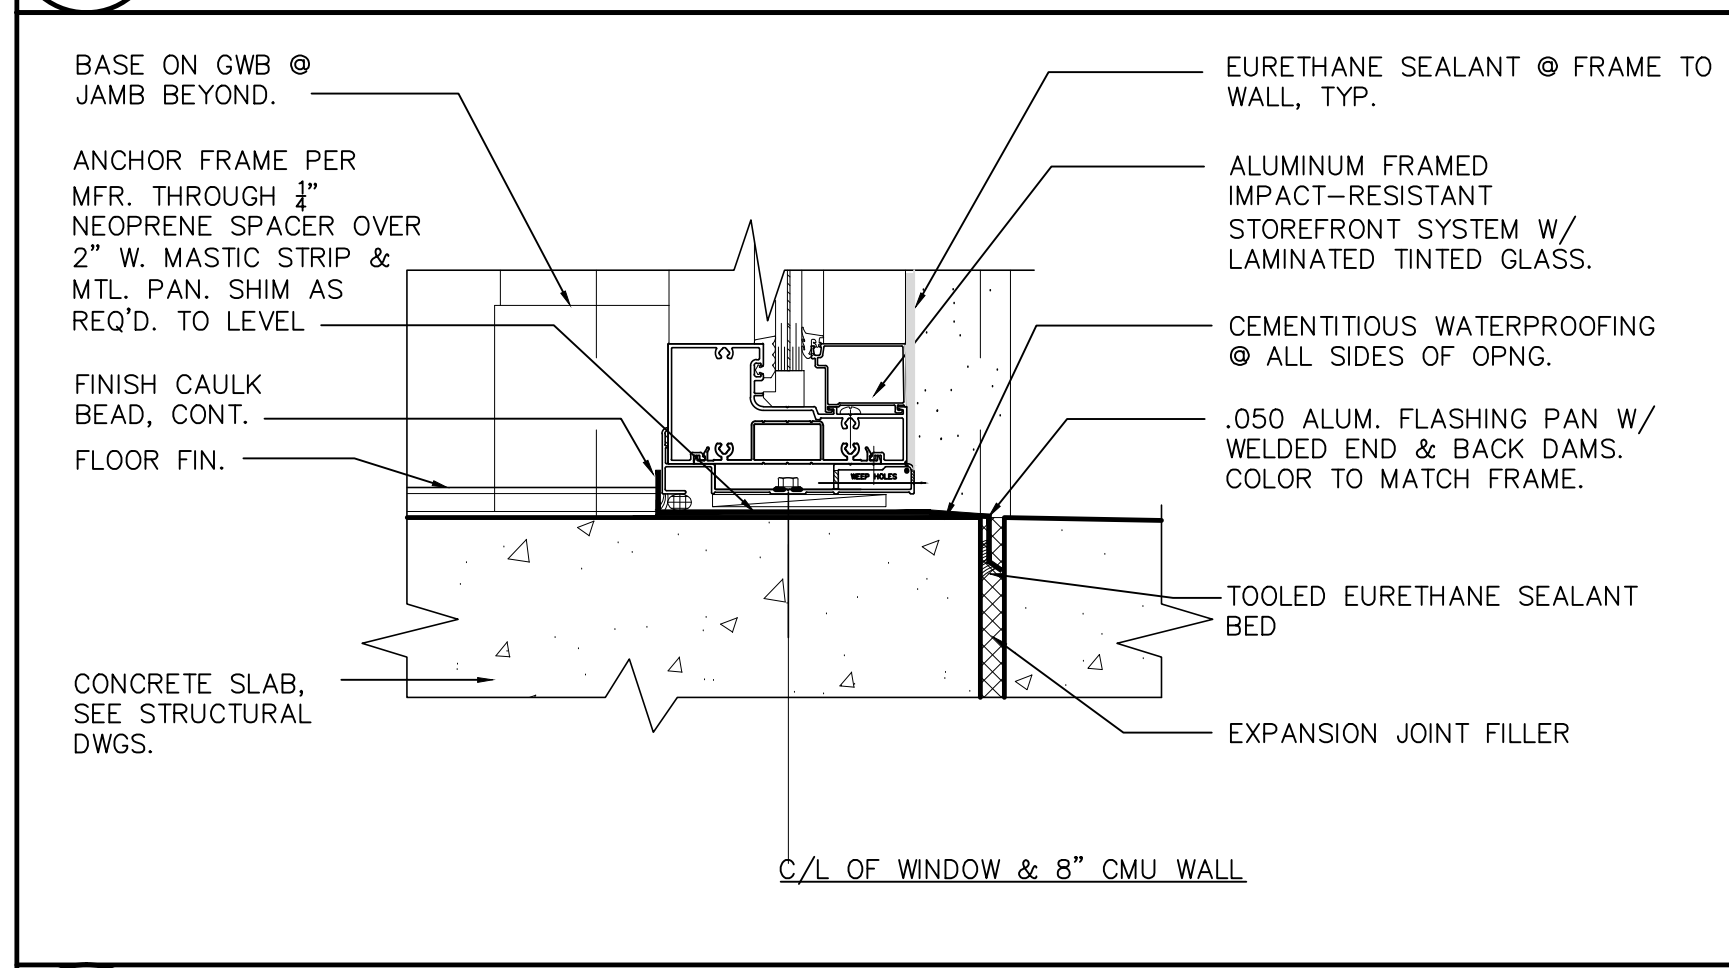 BASE ON GWB @
JAMB BEYOND.
ANCHOR FRAME PER
MFR. THROUGH 1/4"
NEOPRENE SPACER OVER
2" W. MASTIC STRIP &
MTL. PAN. SHIM AS
REQ'D. TO LEVEL
FINISH CAULK
BEAD, CONT.
FLOOR FIN.
CONCRETE SLAB,
SEE STRUCTURAL
DWGS.
WEEP HOLES
EURETHANE SEALANT @ FRAME TO
WALL, TYP.
ALUMINUM FRAMED
IMPACT-RESISTANT
STOREFRONT SYSTEM W/
LAMINATED TINTED GLASS.
CEMENTITIOUS WATERPROOFING
@ ALL SIDES OF OPNG.
.050 ALUM. FLASHING PAN W/
WELDED END & BACK DAMS.
COLOR TO MATCH FRAME.
TOOLED EURETHANE SEALANT
BED
EXPANSION JOINT FILLER
C/L OF WINDOW & 8" CMU WALL